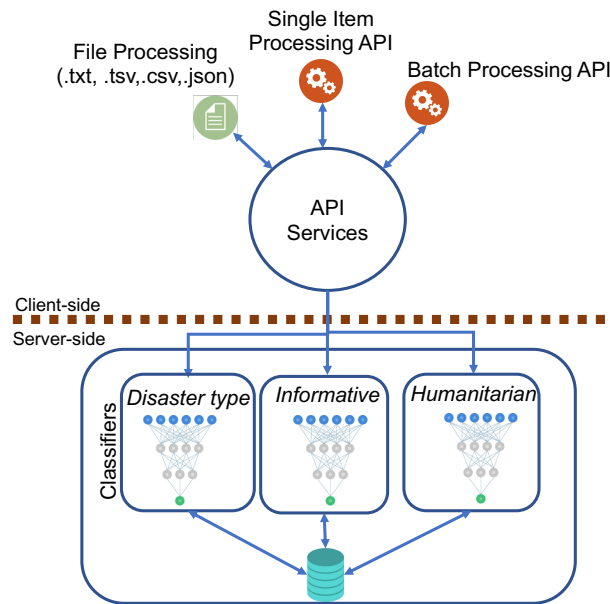 Single Item
Processing API
File Processing
(.txt, .tsv,.csv,.json)
Batch Processing API
API
Services
Client-side
Server-side
Classifiers
Disaster type
Informative
Humanitarian